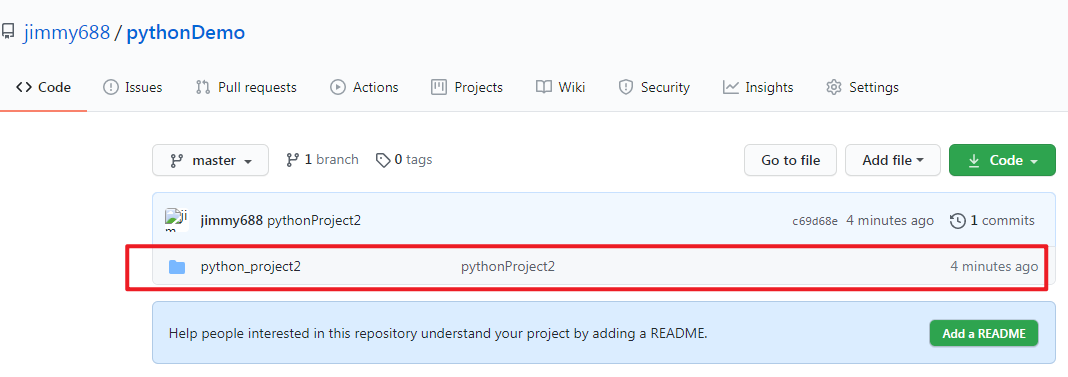 jimmy688 / pythonDemo
Code Issues Pull requests Actions Projects Wiki Security Insights Settings
master 1 branch 0 tags Go to file Add file Code
jimmy688 pythonProject2 c69d68e 4 minutes ago 1 commits
python_project2 pythonProject2 4 minutes ago
Help people interested in this repository understand your project by adding a README. Add a README